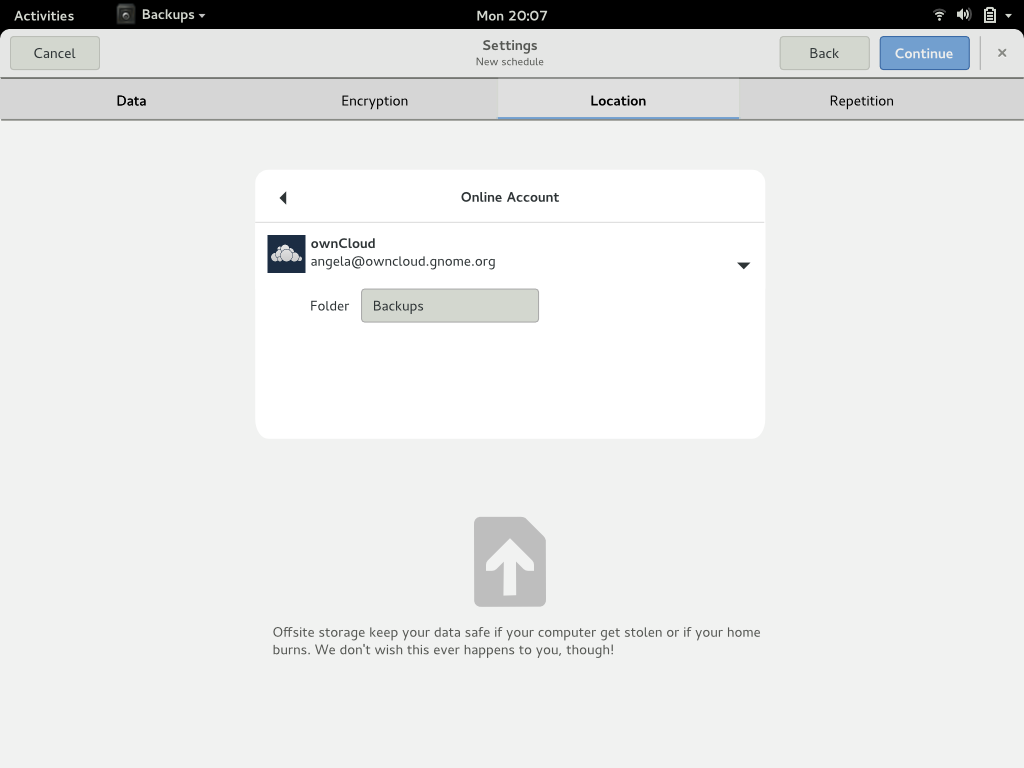 Activities
Backups
Mon 20:07
Cancel
Settings
New schedule
Back
Continue
Data
Encryption
Location
Repetition
Online Account
ownCloud
angela@owncloud.gnome.org
Folder
Backups
Offsite storage keep your data safe if your computer get stolen or if your home
burns. We don't wish this ever happens to you, though!